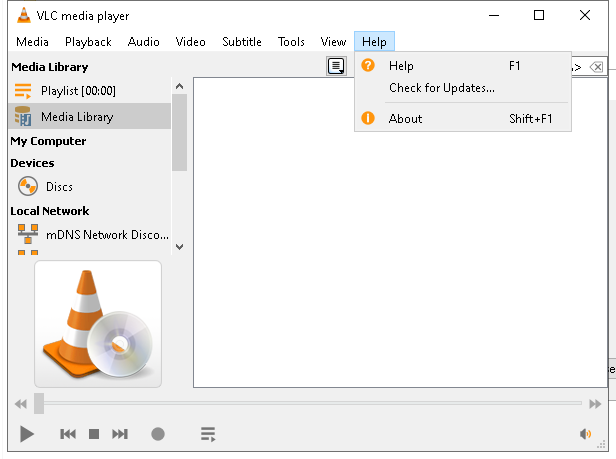 VLC media player
Media Playback Audio Video Subtitle Tools View Help
Media Library
Playlist [00:00]
Media Library
My Computer
Devices
Discs
Local Network
mDNS Network Disco...
Help F1
Check for Updates...
About Shift+F1